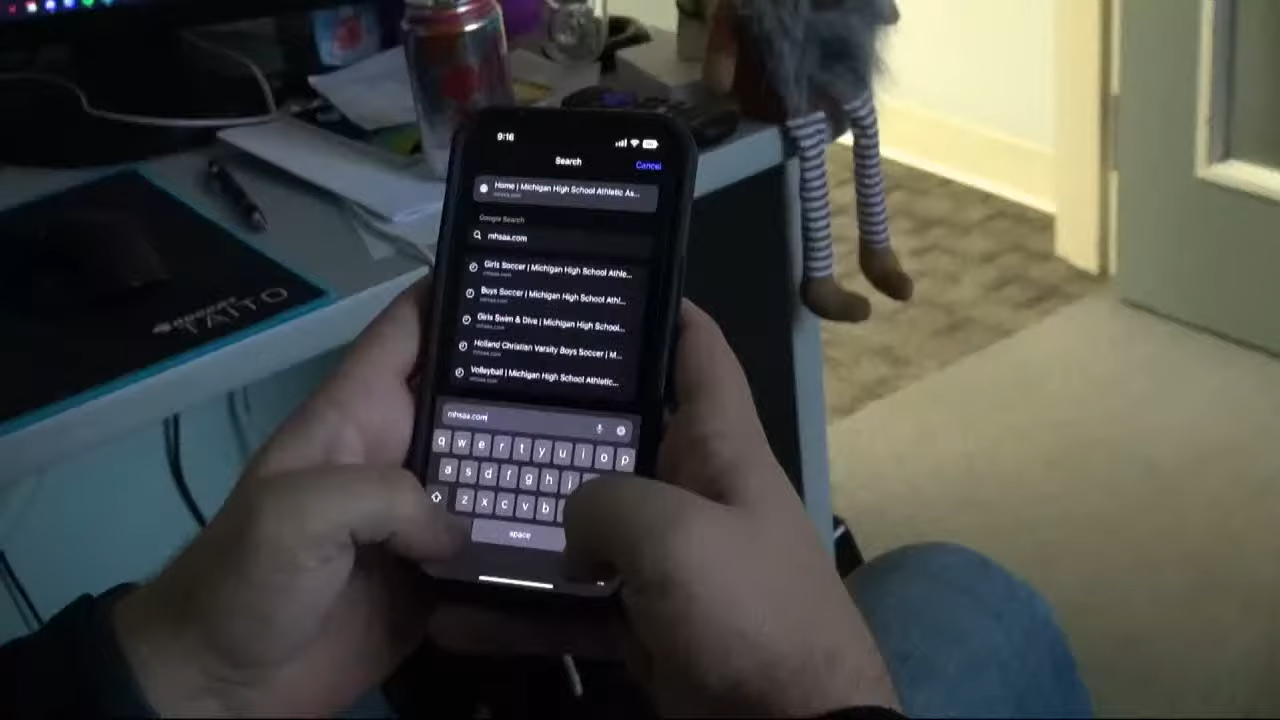 9:16
Search
Cancel
Home | Michigan High School Athletic As...
mhsaa.com
Google Search
mhsaa.com
Girls Soccer | Michigan High School Athle...
mhsaa.com
Boys Soccer | Michigan High School Athl...
mhsaa.com
Girls Swim & Dive | Michigan High School...
mhsaa.com
Holland Christian Varsity Boys Soccer | M...
mhsaa.com
Volleyball | Michigan High School Athletic...
mhsaa.com
mhsaa.com
q w e r t y u i o p
a s d f g h j
z x c v b
space
TATTO